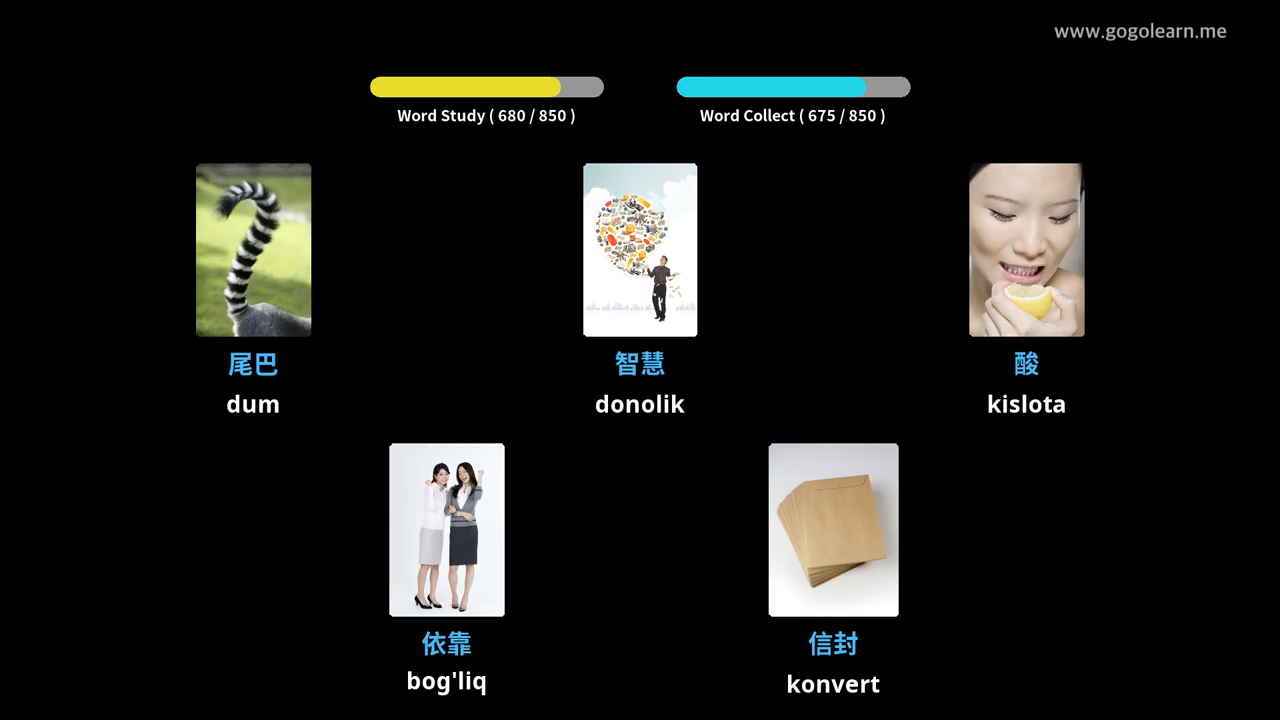 www.gogolearn.me
Word Study ( 680 / 850 )
Word Collect ( 675 / 850 )
尾巴
智慧
酸
dum
donolik
kislota
依靠
信封
bog'liq
konvert